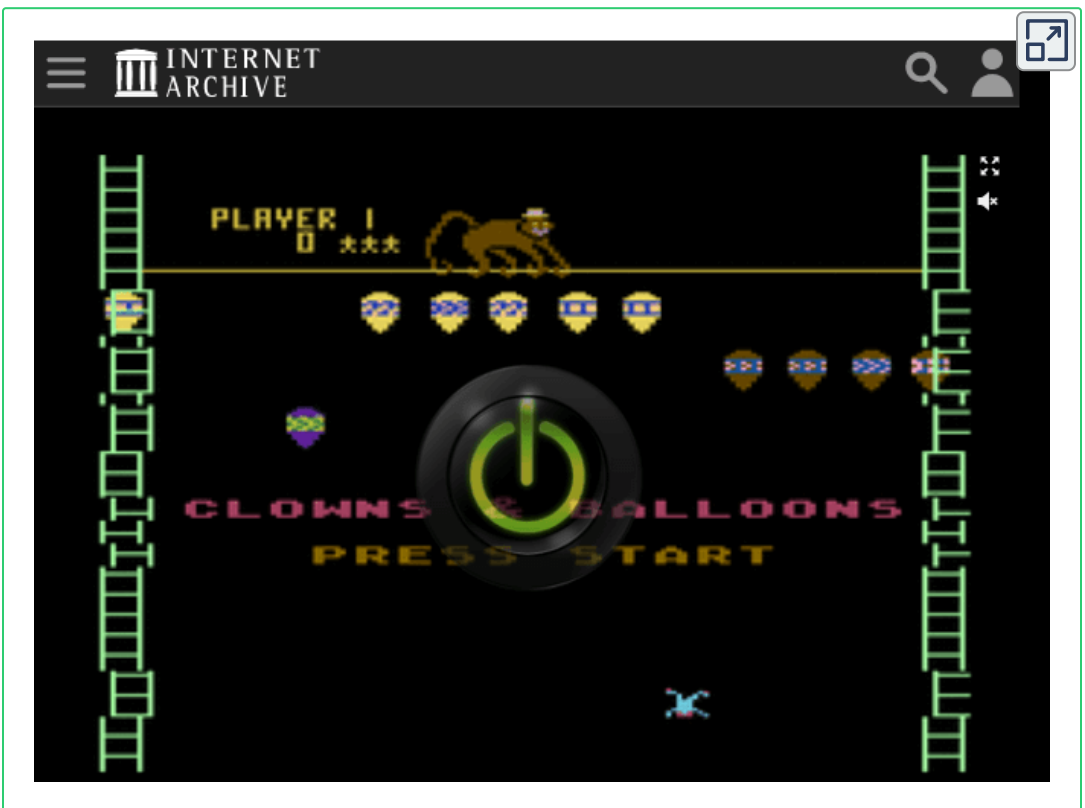 INTERNET
ARCHIVE
PLAYER 1
0 ***
CLOWNS & BALLOONS
PRESS START